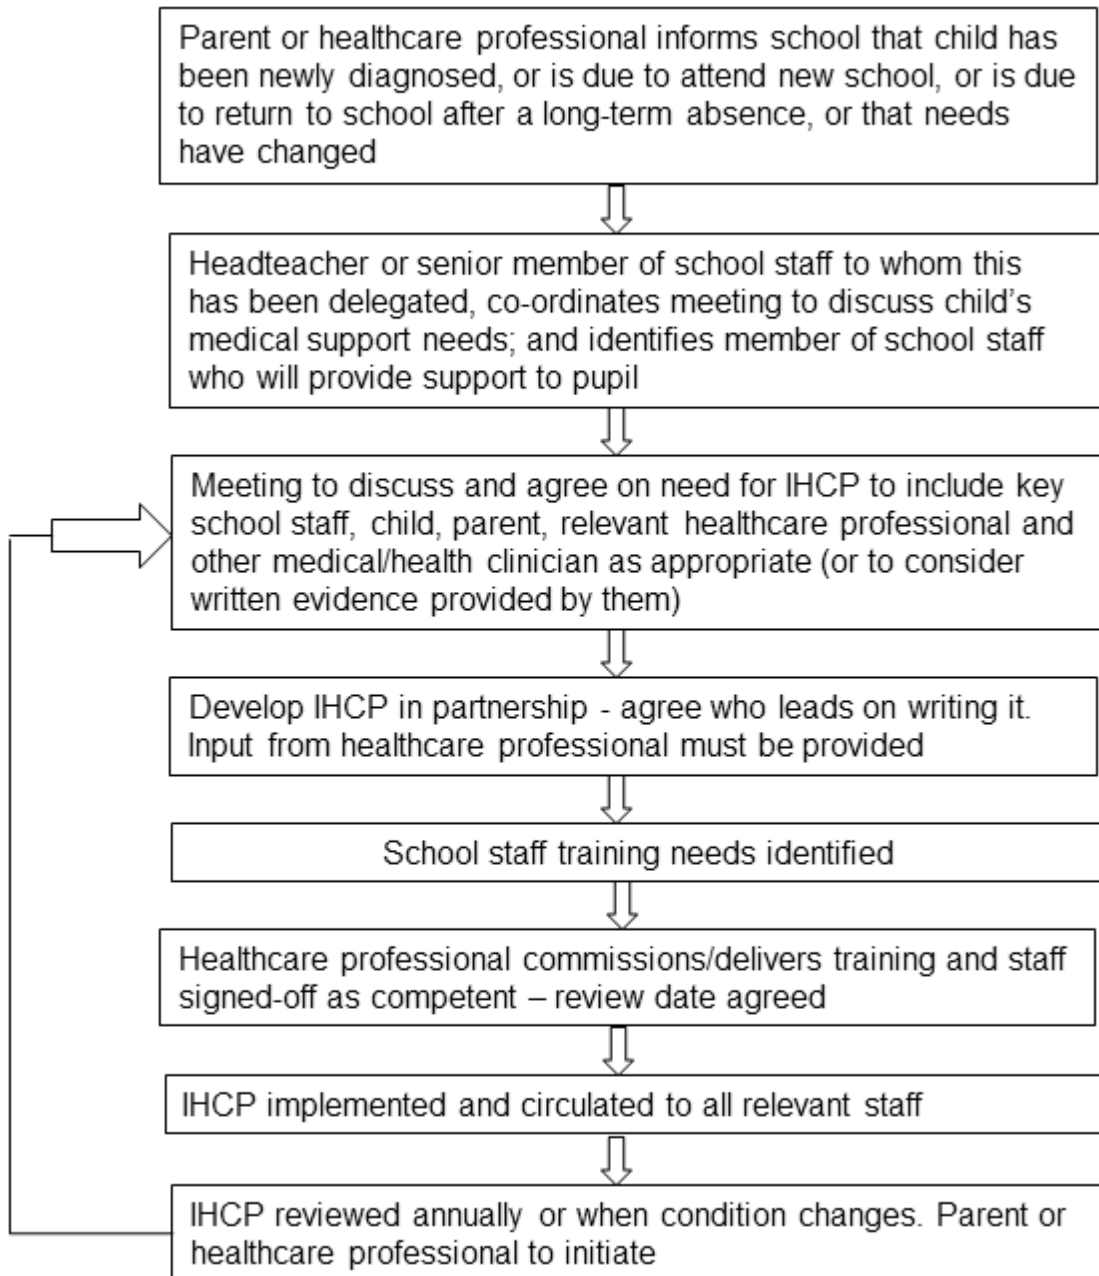 Parent or healthcare professional informs school that child has
been newly diagnosed, or is due to attend new school, or is due
to return to school after a long-term absence, or that needs
have changed
Headteacher or senior member of school staff to whom this
has been delegated, co-ordinates meeting to discuss child's
medical support needs; and identifies member of school staff
who will provide support to pupil
Meeting to discuss and agree on need for IHCP to include key
school staff, child, parent, relevant healthcare professional and
other medical/health clinician as appropriate (or to consider
written evidence provided by them)
Develop IHCP in partnership - agree who leads on writing it.
Input from healthcare professional must be provided
School staff training needs identified
Healthcare professional commissions/delivers training and staff
signed-off as competent – review date agreed
IHCP implemented and circulated to all relevant staff
IHCP reviewed annually or when condition changes. Parent or
healthcare professional to initiate